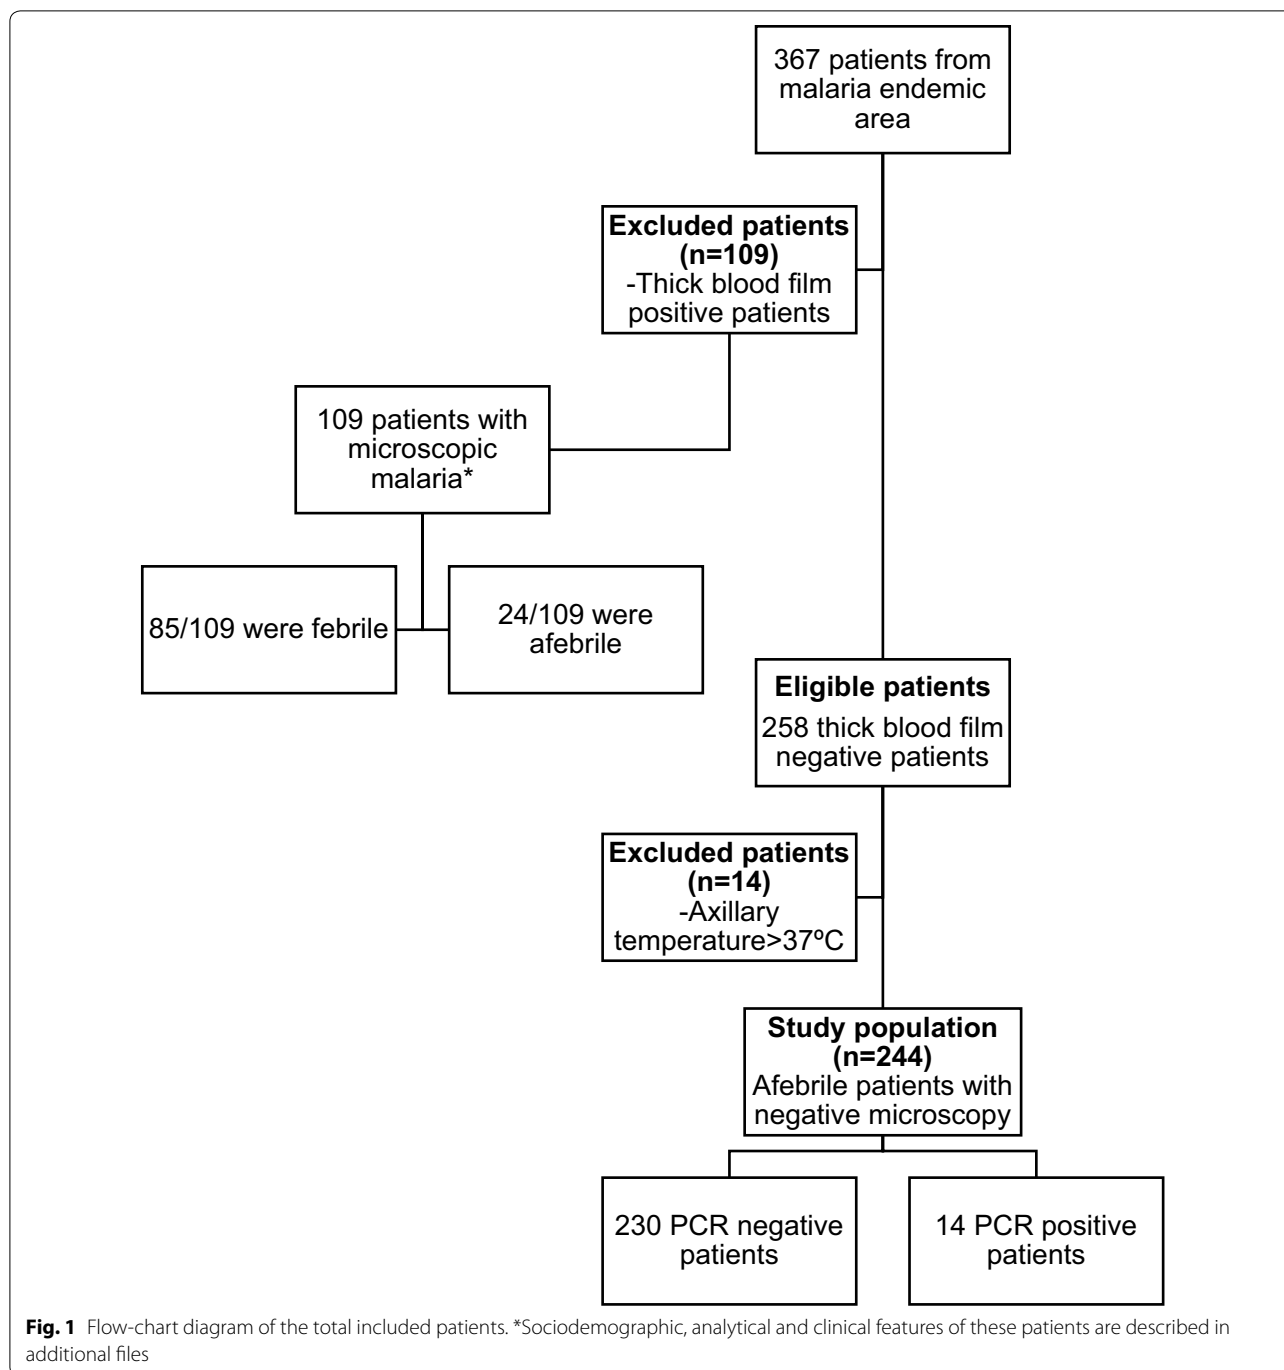 367 patients from
malaria endemic
area
Excluded patients
(n=109)
-Thick blood film
positive patients
109 patients with
microscopic
malaria*
85/109 were febrile
24/109 were
afebrile
Eligible patients
258 thick blood film
negative patients
Excluded patients
(n=14)
-Axillary
temperature>37ºC
Study population
(n=244)
Afebrile patients with
negative microscopy
230 PCR negative
patients
14 PCR positive
patients
Fig. 1 Flow-chart diagram of the total included patients. *Sociodemographic, analytical and clinical features of these patients are described in
additional files